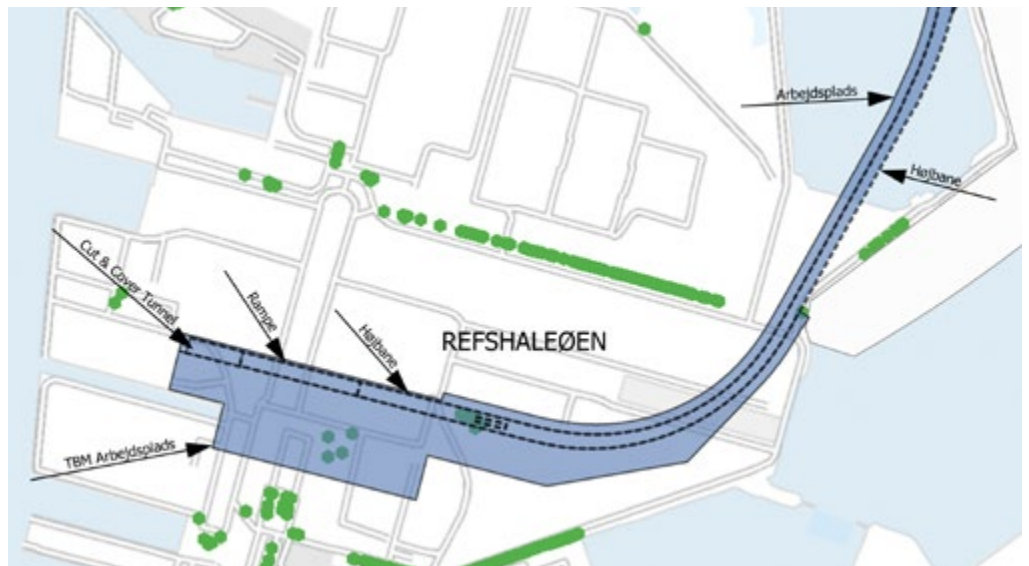 Arbejdsplads
Højbane
Cut & Cover Tunnel
Rampe
Højbane
REFSHALEØEN
TBM Arbejdsplads